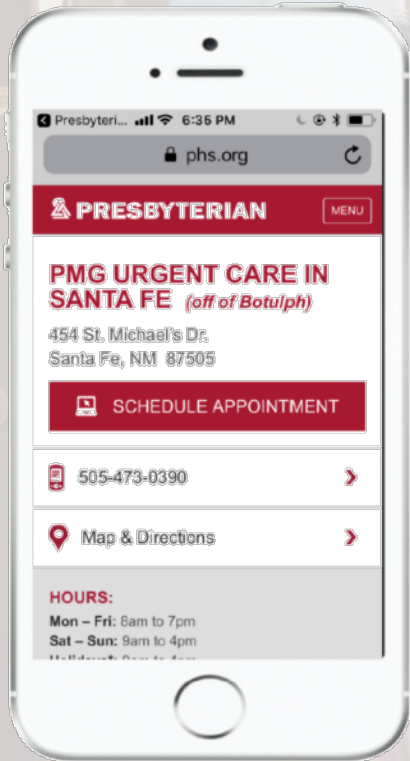 Presbyteri... 6:35 PM
phs.org
PRESBYTERIAN MENU
PMG URGENT CARE IN
SANTA FE (off of Botulph)
454 St. Michael's Dr.
Santa Fe, NM 87505
SCHEDULE APPOINTMENT
505-473-0390
Map & Directions
HOURS:
Mon – Fri: 8am to 7pm
Sat – Sun: 9am to 4pm